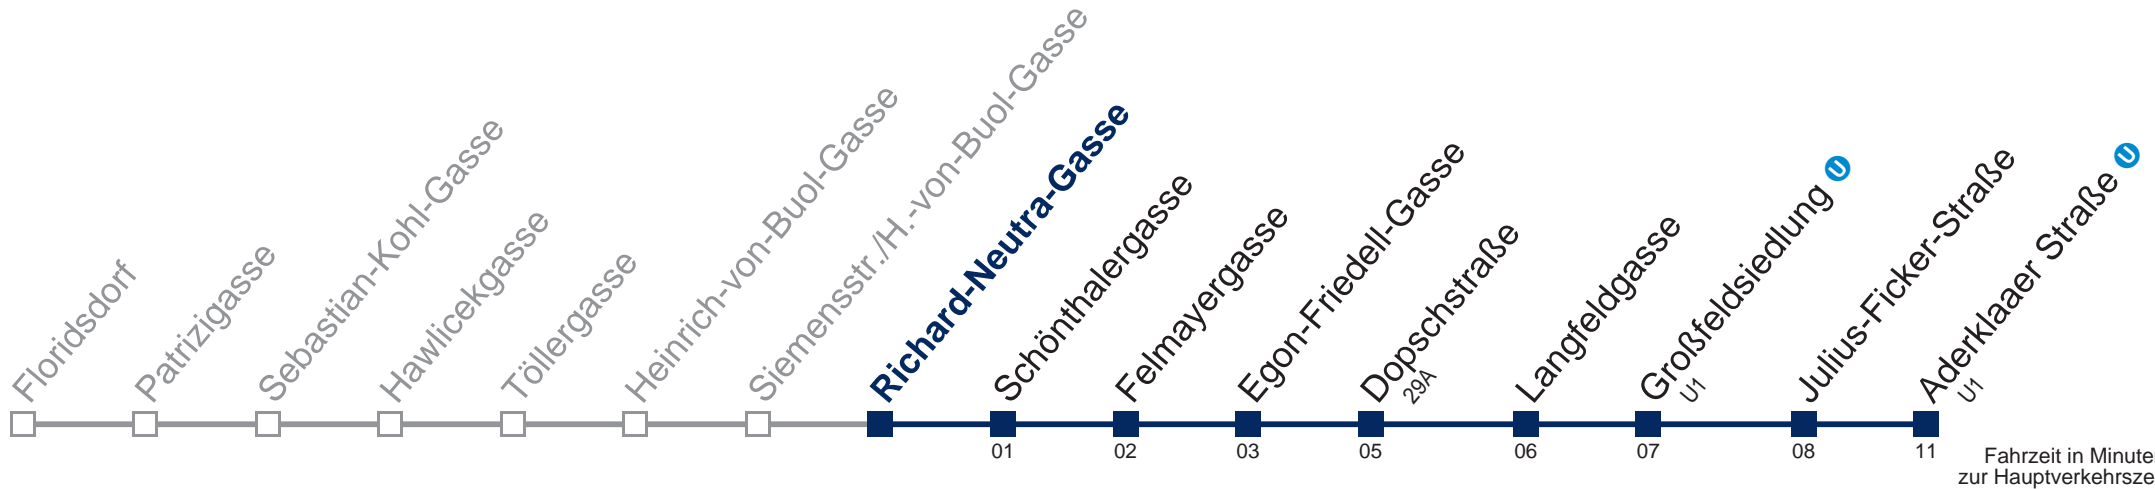 Floridsdorf
Patrizigasse
Sebastian-Kohl-Gasse
Hawlicekgasse
Töllergasse
Heinrich-von-Buol-Gasse
Siemensstr./H.-von-Buol-Gasse
Richard-Neutra-Gasse
Schönthalergasse
01
Felmayergasse
02
Egon-Friedell-Gasse
03
Dopschstraße
29A
05
Langfeldgasse
06
Großfeldsiedlung U
U1
07
Julius-Ficker-Straße
08
Aderklaaer Straße U
U1
11
Fahrzeit in Minute
zur Hauptverkehrsze